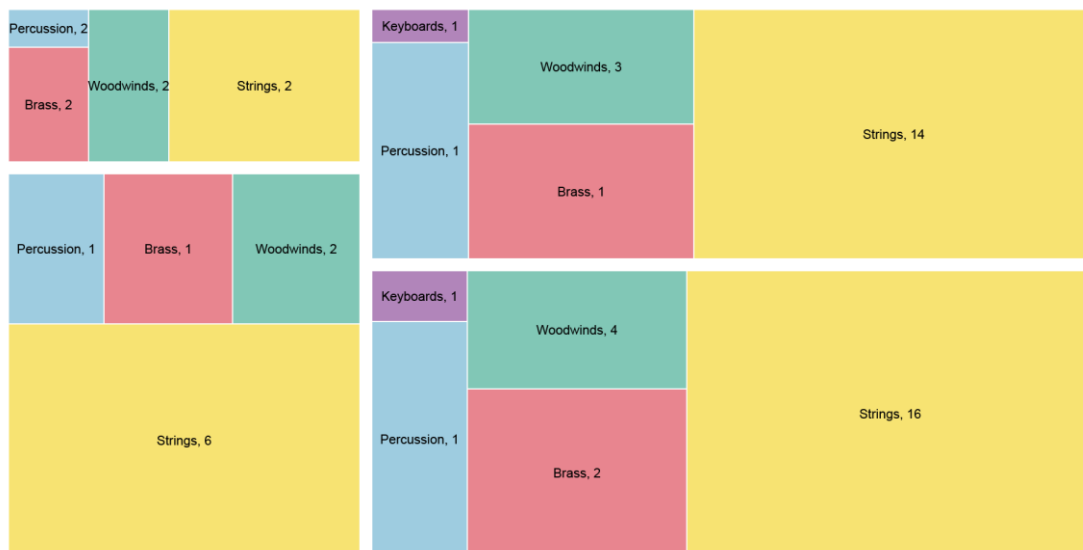 Percussion, 2
Brass, 2
Woodwinds, 2
Strings, 2
Percussion, 1
Brass, 1
Woodwinds, 2
Strings, 6
Keyboards, 1
Percussion, 1
Woodwinds, 3
Brass, 1
Strings, 14
Keyboards, 1
Percussion, 1
Woodwinds, 4
Brass, 2
Strings, 16